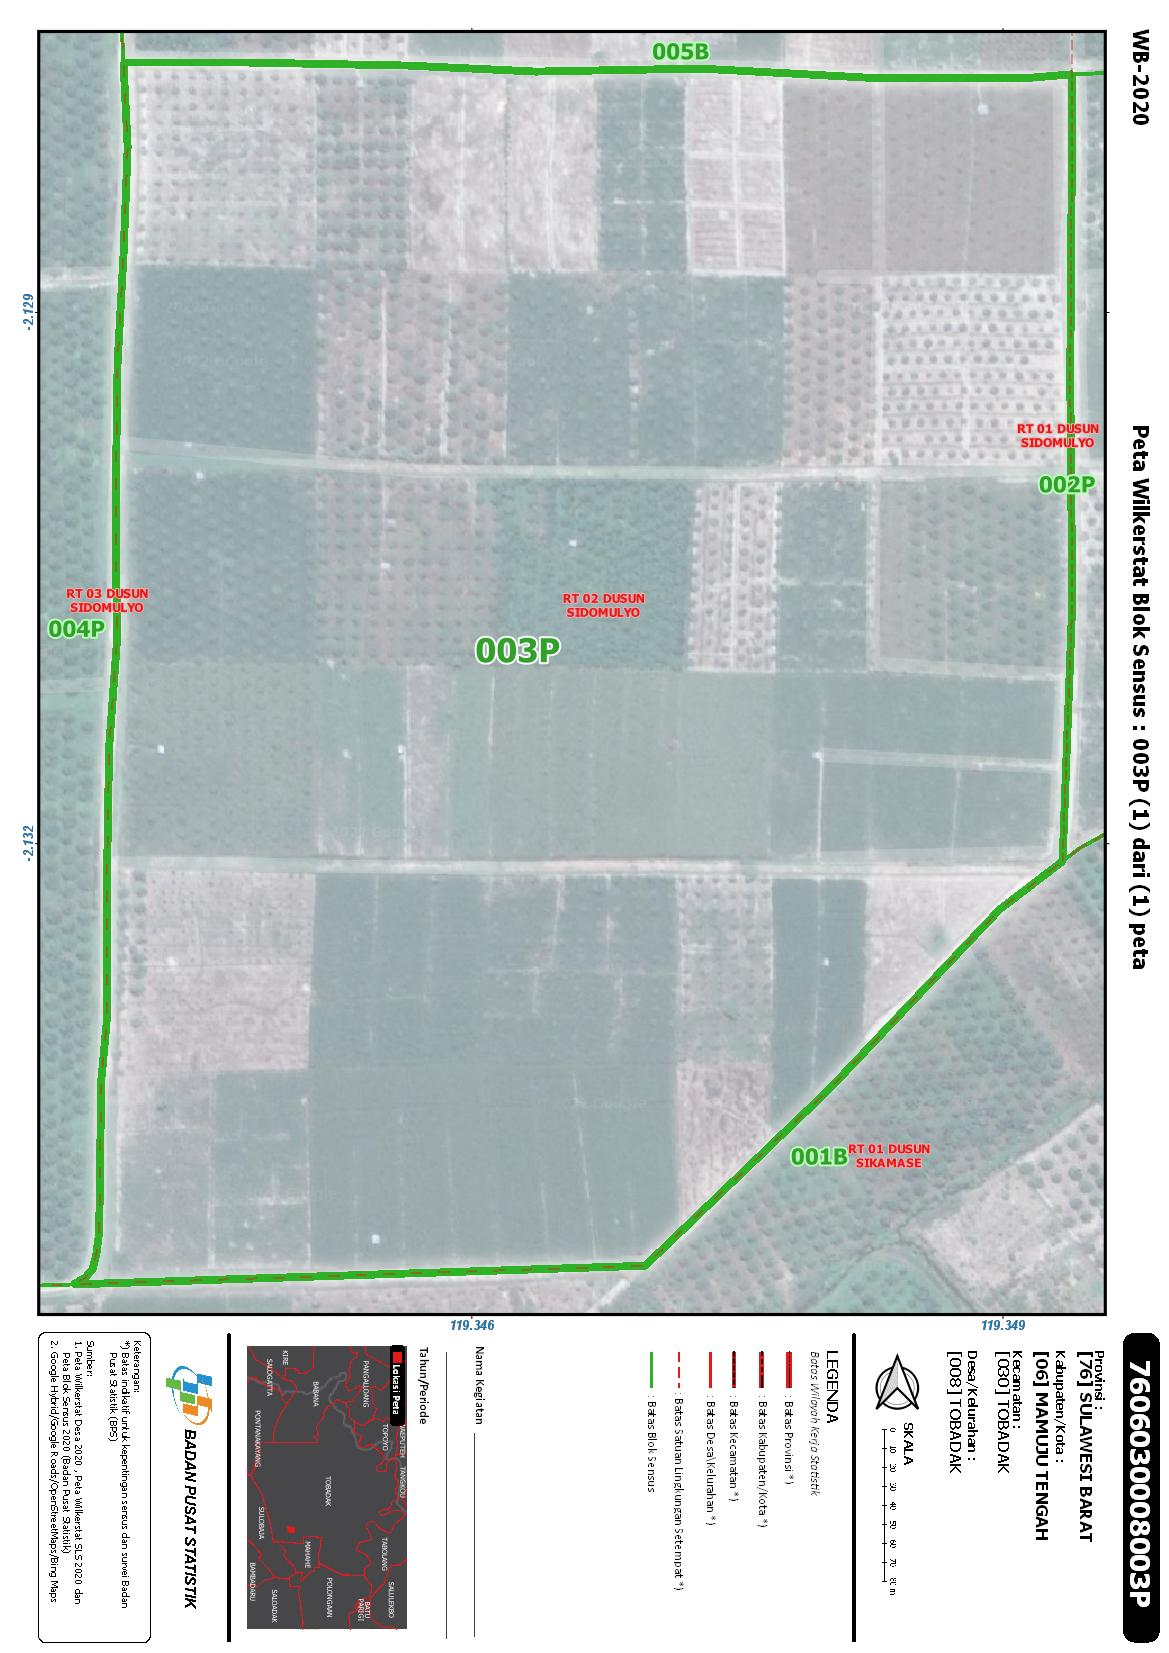 WB-2020
Peta Wilkerstat Blok Sensus : 003P (1) dari (1) peta
7606030008003P
Provinsi :
[76] SULAWESI BARAT
Kabupaten/Kota :
[06] MAMUJU TENGAH
Kecamatan :
[030] TOBADAK
Desa/Kelurahan :
[008] TOBADAK
SKALA
0 10 20 30 40 50 60 70 80 m
LEGENDA
Batas Wilayah Kerja Statistik
: Batas Provinsi *)
: Batas Kabupaten/Kota *)
: Batas Kecamatan *)
: Batas Desa\Kelurahan *)
: Batas Satuan Lingkungan Setempat *)
: Batas Blok Sensus
Nama Kegiatan
Tahun/Periode
Lokasi Peta
KIRE
SALOGATTA
PANGALLOANG
BABANA
TOPOYO
WAEPUTEH
TANGKOU
PONTANAKAYANG
TOBADAK
SULOBAJA
MAHAHE
TABOLANG
BAMBADARU
SALOADAK
POLONGAAN
BATU
PARIGI
SALULEKBO
BADAN PUSAT STATISTIK
Keterangan:
*) Batas indikatif untuk kepentingan sensus dan survei Badan
Pusat Statistik (BPS)
Sumber:
1. Peta Wilkerstat Desa 2020 , Peta Wilkerstat SLS 2020 dan
Peta Blok Sensus 2020 (Badan Pusat Statistik)
2. Google Hybrid/Google Roads/OpenStreetMaps/Bing Maps
005B
RT 01 DUSUN
SIDOMULYO
002P
RT 03 DUSUN
SIDOMULYO
004P
RT 02 DUSUN
SIDOMULYO
003P
001B
RT 01 DUSUN
SIKAMASE
-2.129
-2.132
119.346
119.349